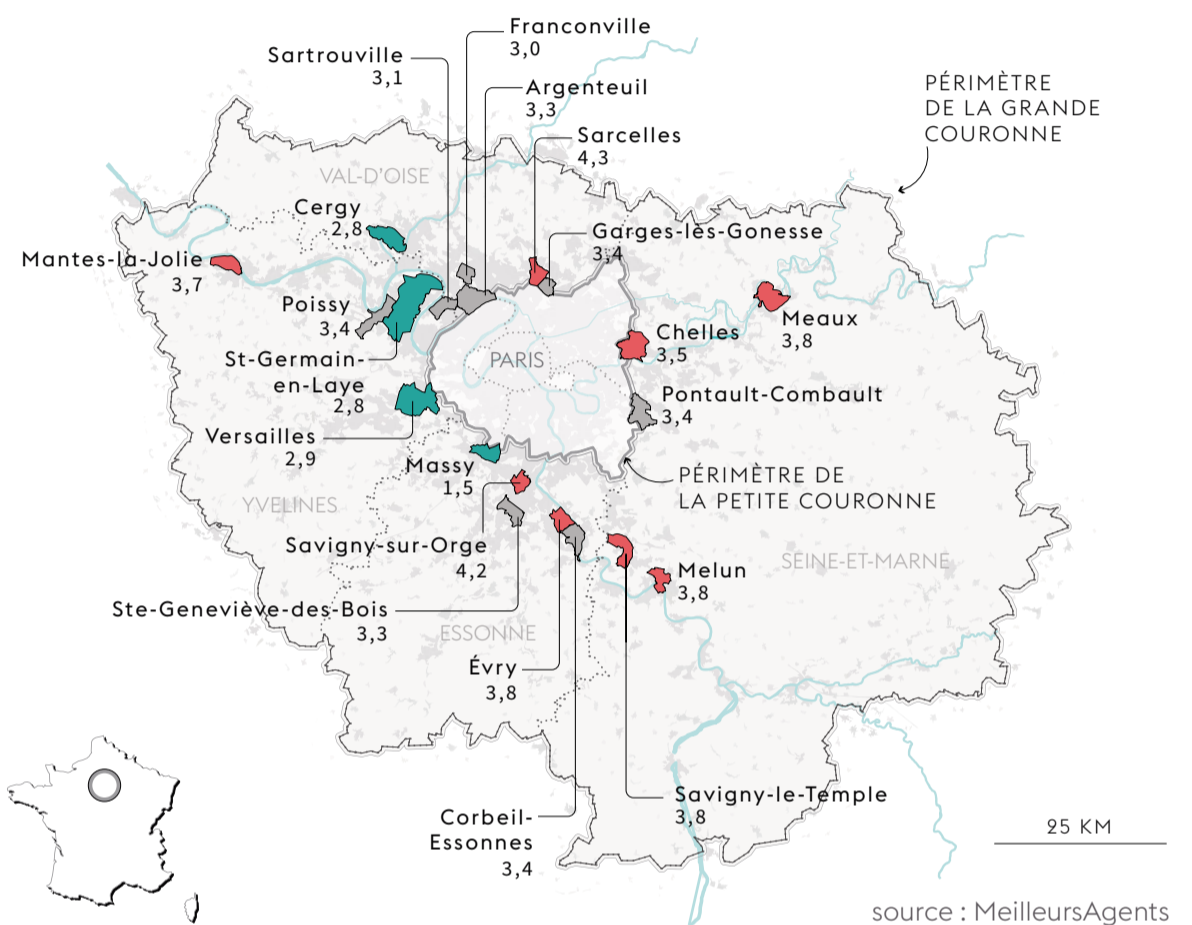 Franconville
3,0
Sartrouville
3,1
Argenteuil
3,3
Sarcelles
4,3
PÉRIMÈTRE
DE LA GRANDE
COURONNE
VAL-D'OISE
Cergy
2,8
Garges-lès-Gonesse
3,4
Mantes-la-Jolie
3,7
Poissy
3,4
Meaux
3,8
Chelles
3,5
PARIS
St-Germain-
en-Laye
2,8
Pontault-Combault
3,4
Versailles
2,9
Massy
1,5
PÉRIMÈTRE DE
LA PETITE COURONNE
YVELINES
Savigny-sur-Orge
4,2
SEINE-ET-MARNE
Melun
3,8
Ste-Geneviève-des-Bois
3,3
ESSONNE
Évry
3,8
Savigny-le-Temple
3,8
Corbeil-
Essonnes
3,4
25 KM
source : MeilleursAgents